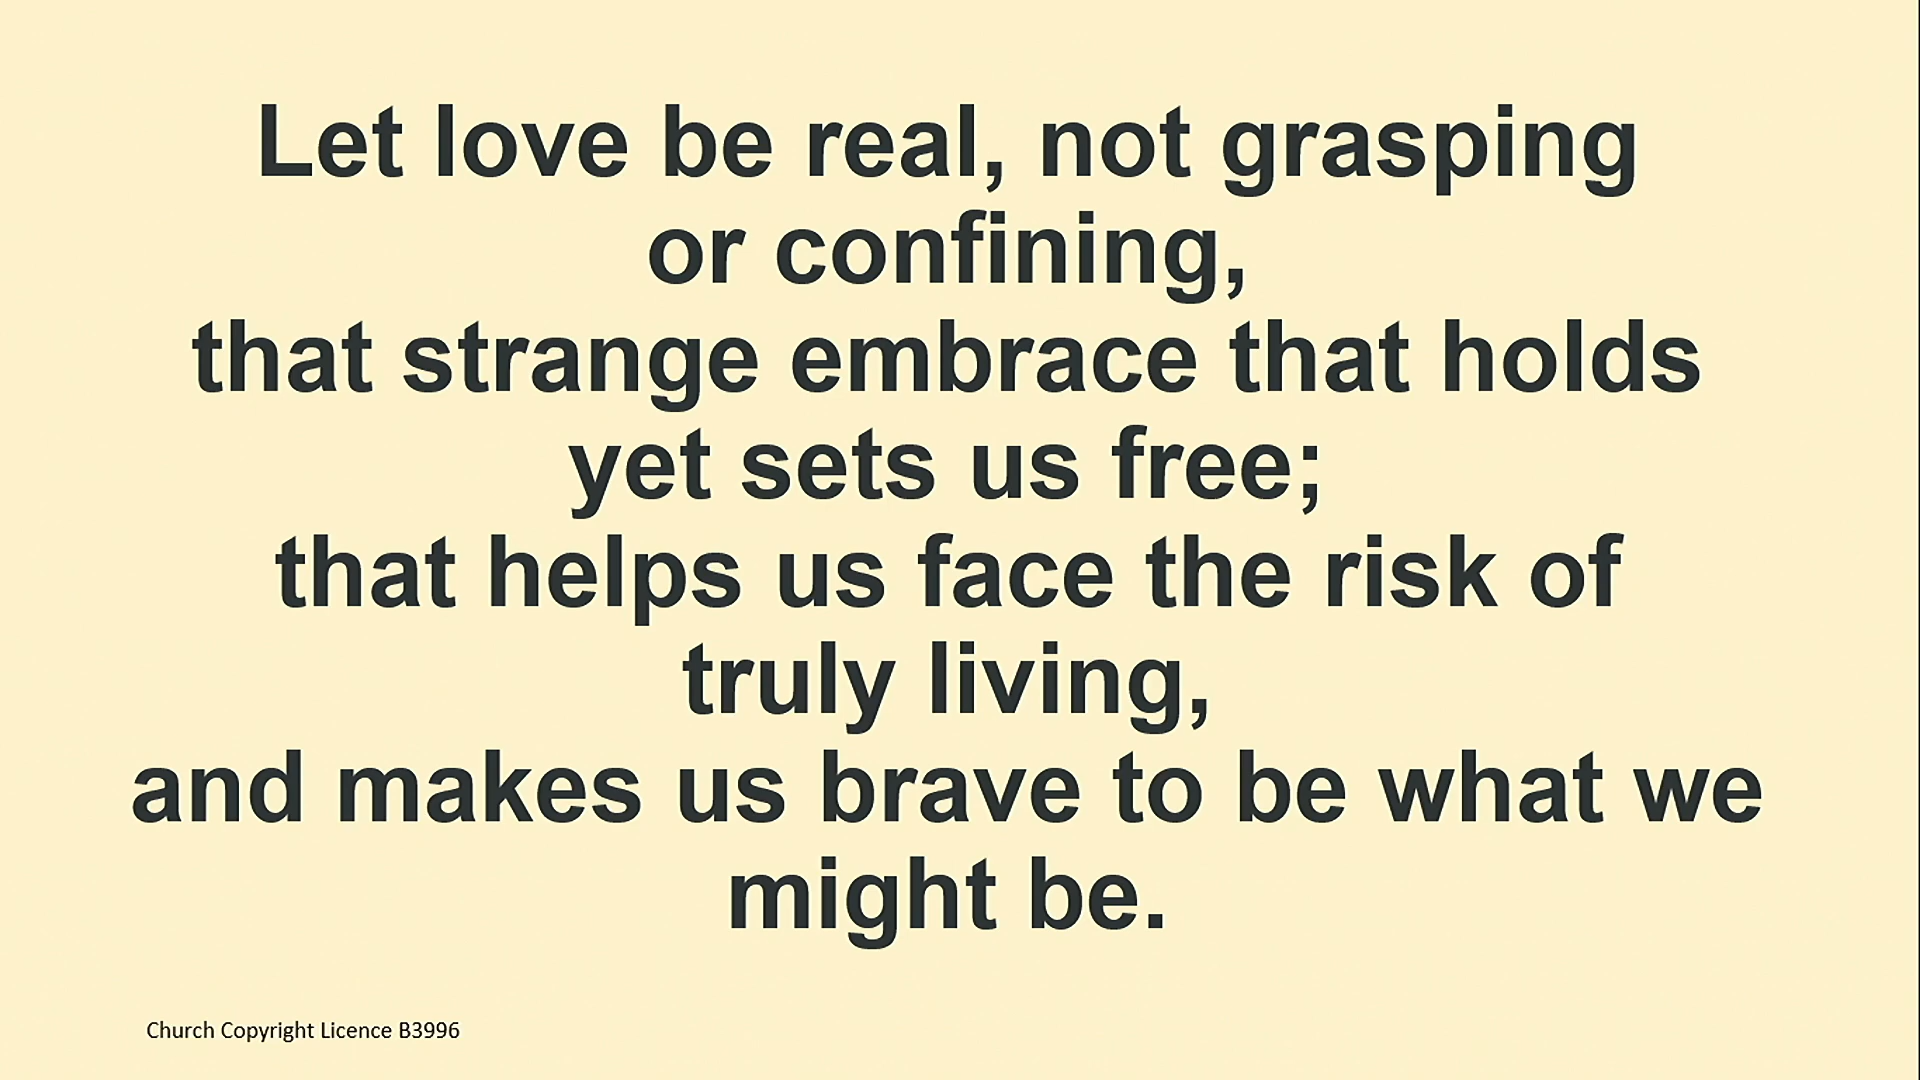 Let love be real, not grasping
or confining,
that strange embrace that holds
yet sets us free;
that helps us face the risk of
truly living,
and makes us brave to be what we
might be.
Church Copyright Licence B3996